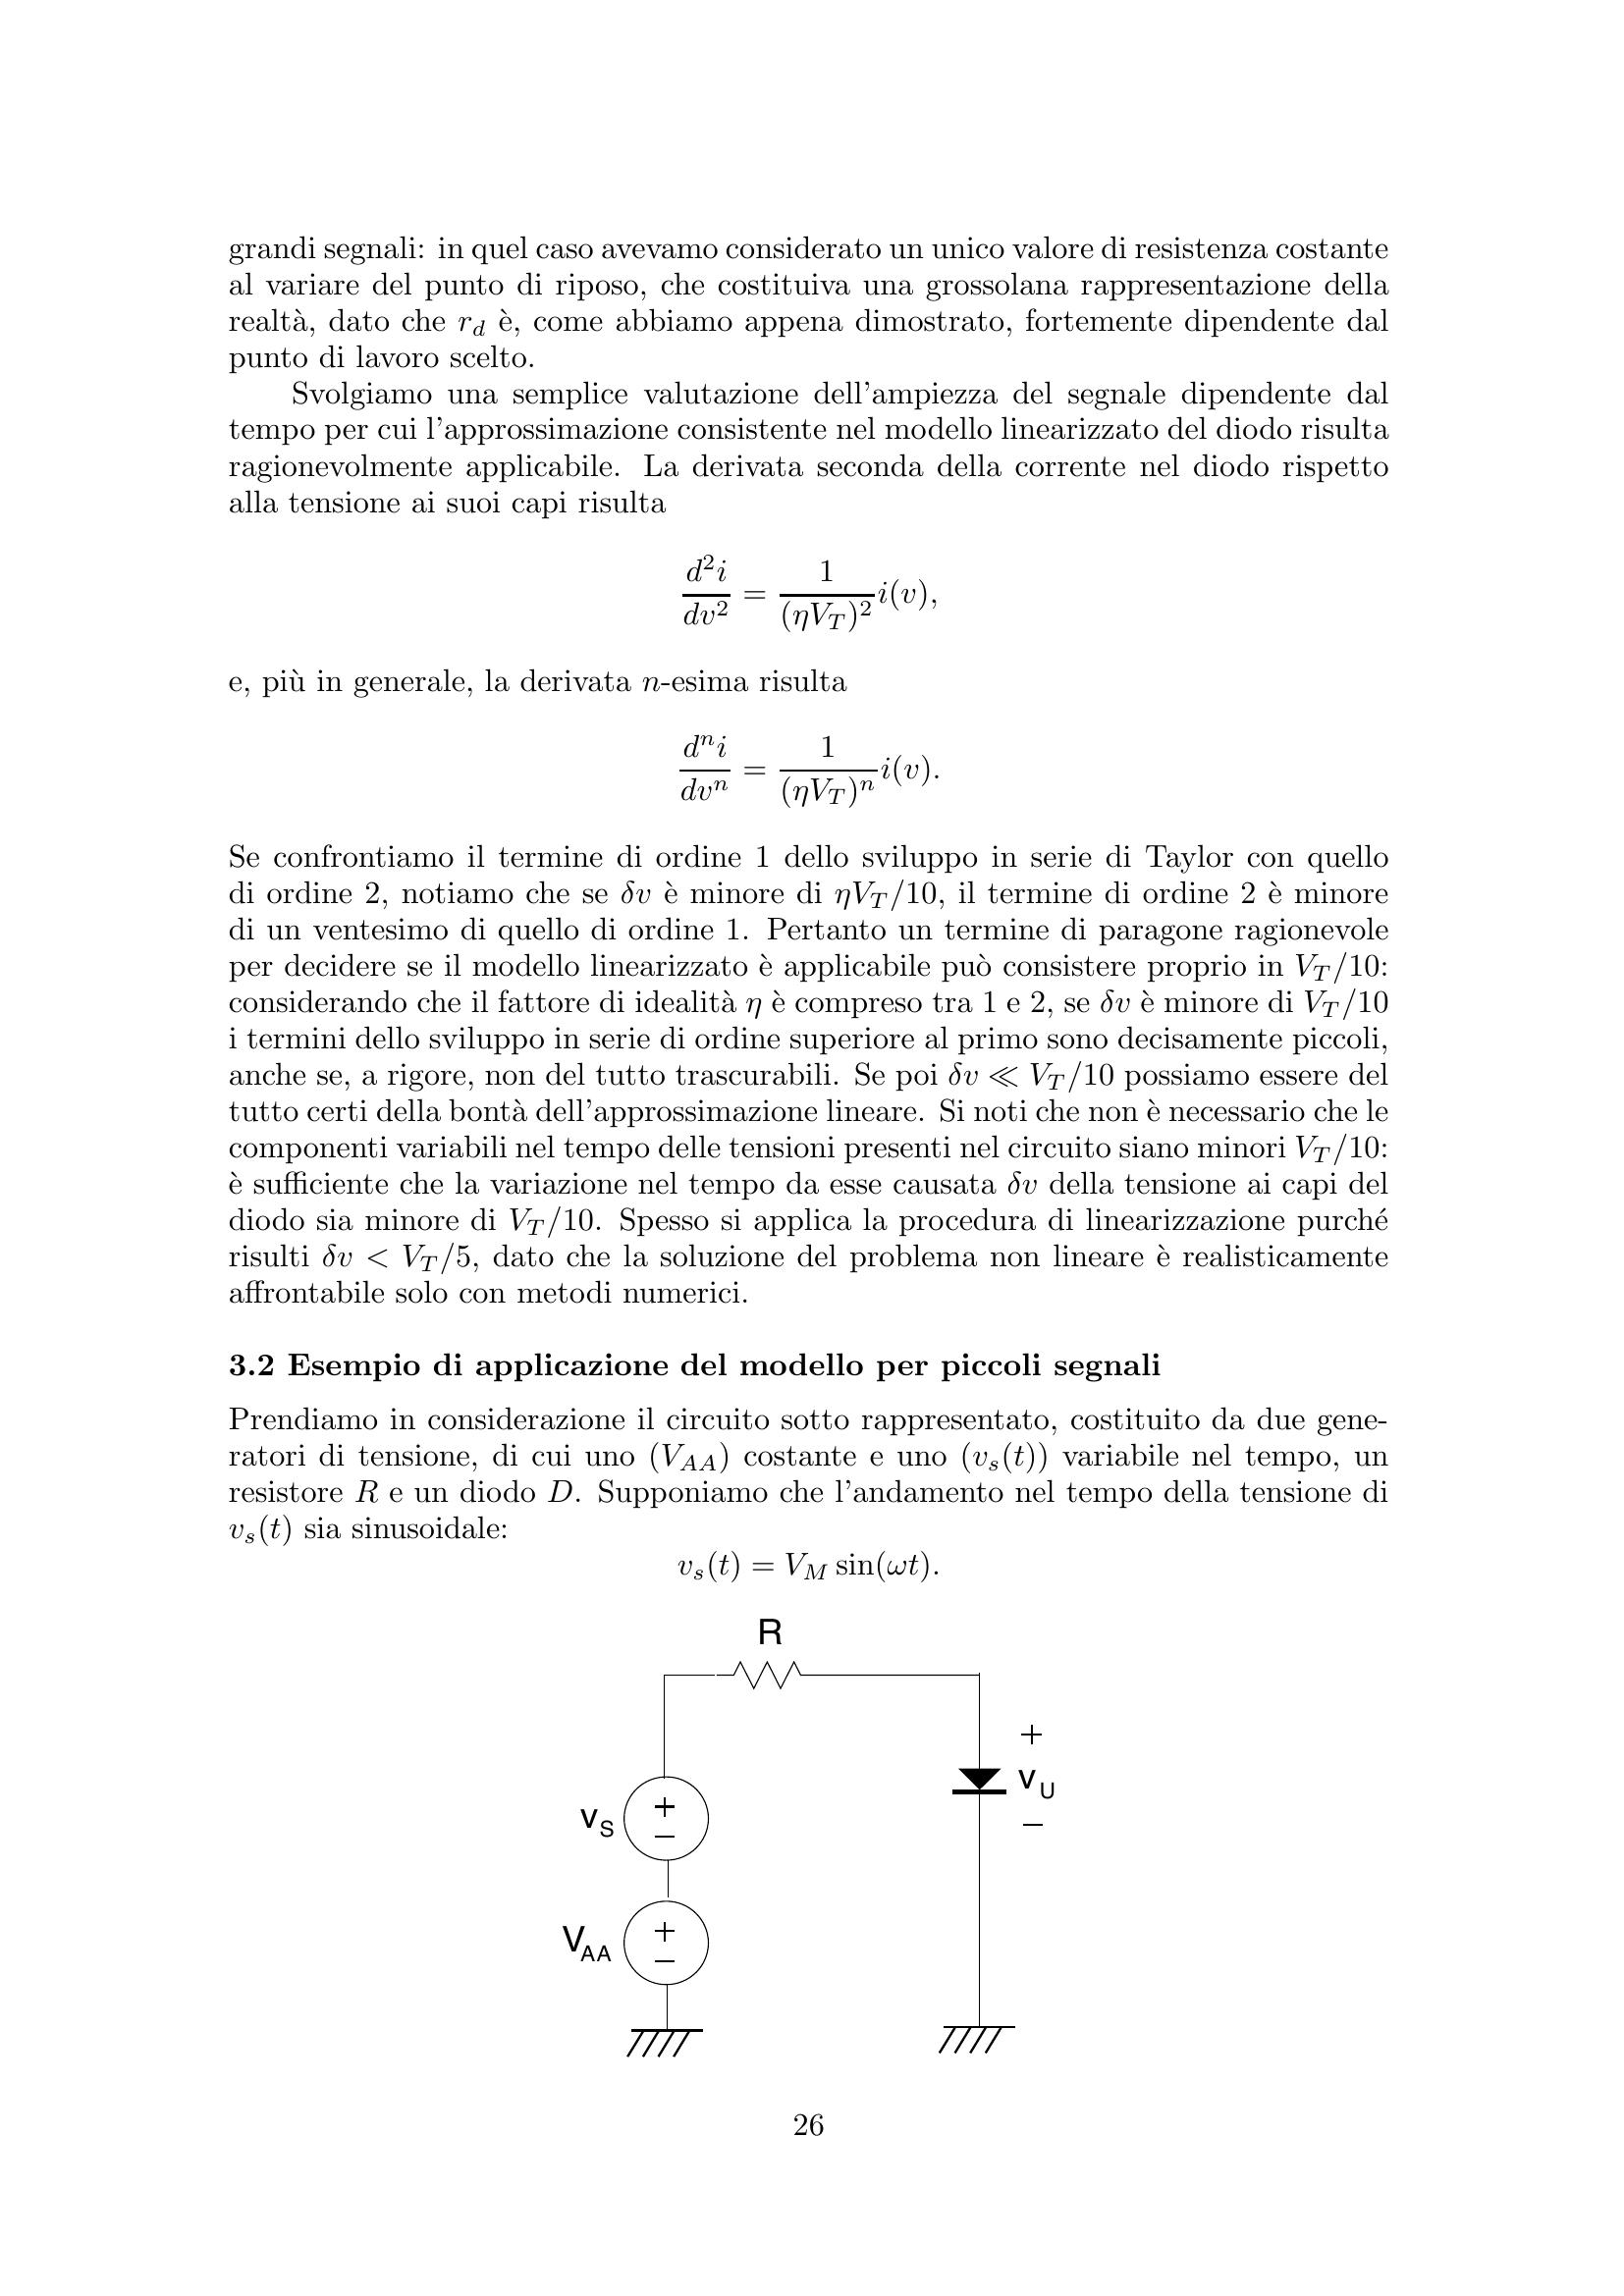 grandi segnali: in quel caso avevamo considerato un unico valore di resistenza costante
al variare del punto di riposo, che costituiva una grossolana rappresentazione della
realtà, dato che r_d è, come abbiamo appena dimostrato, fortemente dipendente dal
punto di lavoro scelto.
Svolgiamo una semplice valutazione dell'ampiezza del segnale dipendente dal
tempo per cui l'approssimazione consistente nel modello linearizzato del diodo risulta
ragionevolmente applicabile. La derivata seconda della corrente nel diodo rispetto
alla tensione ai suoi capi risulta
\frac{d^2 i}{dv^2} = \frac{1}{(\eta V_T)^2} i(v),
e, più in generale, la derivata n-esima risulta
\frac{d^n i}{dv^n} = \frac{1}{(\eta V_T)^n} i(v).
Se confrontiamo il termine di ordine 1 dello sviluppo in serie di Taylor con quello
di ordine 2, notiamo che se δv è minore di ηV_T/10, il termine di ordine 2 è minore
di un ventesimo di quello di ordine 1. Pertanto un termine di paragone ragionevole
per decidere se il modello linearizzato è applicabile può consistere proprio in V_T/10:
considerando che il fattore di idealità η è compreso tra 1 e 2, se δv è minore di V_T/10
i termini dello sviluppo in serie di ordine superiore al primo sono decisamente piccoli,
anche se, a rigore, non del tutto trascurabili. Se poi δv ≪ V_T/10 possiamo essere del
tutto certi della bontà dell'approssimazione lineare. Si noti che non è necessario che le
componenti variabili nel tempo delle tensioni presenti nel circuito siano minori V_T/10:
è sufficiente che la variazione nel tempo da esse causata δv della tensione ai capi del
diodo sia minore di V_T/10. Spesso si applica la procedura di linearizzazione purché
risulti δv < V_T/5, dato che la soluzione del problema non lineare è realisticamente
affrontabile solo con metodi numerici.
3.2 Esempio di applicazione del modello per piccoli segnali
Prendiamo in considerazione il circuito sotto rappresentato, costituito da due gene-
ratori di tensione, di cui uno (V_{AA}) costante e uno (v_s(t)) variabile nel tempo, un
resistore R e un diodo D. Supponiamo che l'andamento nel tempo della tensione di
v_s(t) sia sinusoidale:
v_s(t) = V_M sin(ωt).
R
+
v_U
−
v_S
+
−
V_{AA}
+
−
26